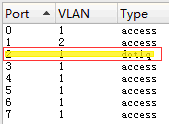 Port VLAN Type
0 1 access
1 2 access
2 1 dot1q
3 1 access
4 1 access
5 1 access
6 1 access
7 1 access